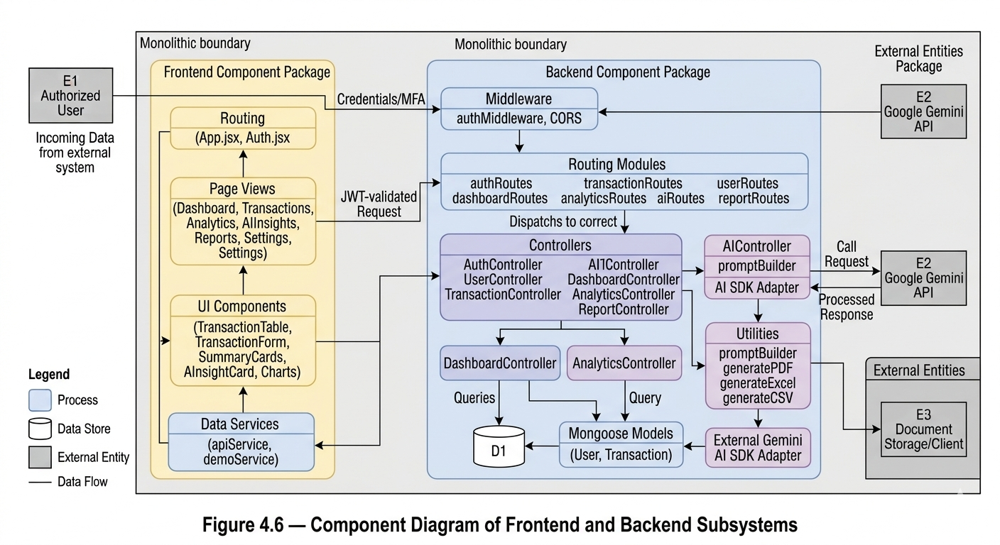 Monolithic boundary
Monolithic boundary
External Entities
Package
E1
Authorized
User
Incoming Data
from external
system
Frontend Component Package
Routing
(App.jsx, Auth.jsx
Page Views
(Dashboard, Transactions,
Analytics, AIInsights,
Reports, Settings,
Settings)
UI Components
(TransactionTable,
TransactionForm,
SummaryCards,
AInsightCard, Charts)
Data Services
(apiService,
demoService)
Credentials/MFA
JWT-validated
Request
Backend Component Package
Middleware
authMiddleware, CORS
Routing Modules
authRoutes transactionRoutes userRoutes
dashboardRoutes analyticsRoutes aiRoutes reportRoutes
Dispatchs to correct
Controllers
AuthController AI1Controller
UserController DashboardController
TransactionController AnalyticsController
ReportController
AIController
promptBuilder
AI SDK Adapter
DashboardController
AnalyticsController
Utilities
promptBuilder
generatePDF
generateExcel
generateCSV
Queries
Query
D1
Mongoose Models
(User, Transaction)
External Gemini
AI SDK Adapter
E2
Google Gemini
API
Call
Request
E2
Google Gemini
API
Processed
Response
External Entities
E3
Document
Storage/Client
Legend
Process
Data Store
External Entity
Data Flow
Figure 4.6 — Component Diagram of Frontend and Backend Subsystems